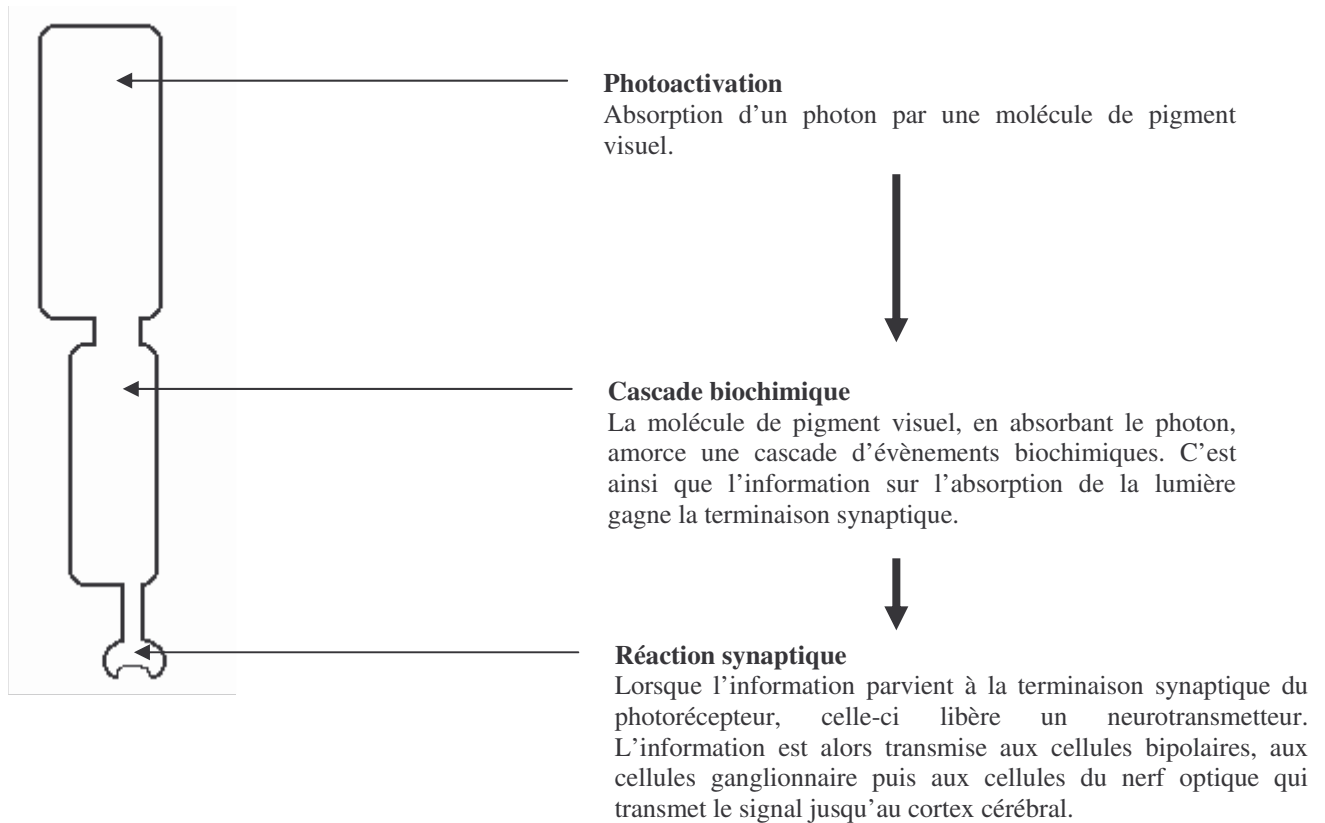 Photoactivation
Absorption d'un photon par une molécule de pigment
visuel.
Cascade biochimique
La molécule de pigment visuel, en absorbant le photon,
amorce une cascade d'évènements biochimiques. C'est
ainsi que l'information sur l'absorption de la lumière
gagne la terminaison synaptique.
Réaction synaptique
Lorsque l'information parvient à la terminaison synaptique du
photorécepteur, celle-ci libère un neurotransmetteur.
L'information est alors transmise aux cellules bipolaires, aux
cellules ganglionnaire puis aux cellules du nerf optique qui
transmet le signal jusqu'au cortex cérébral.